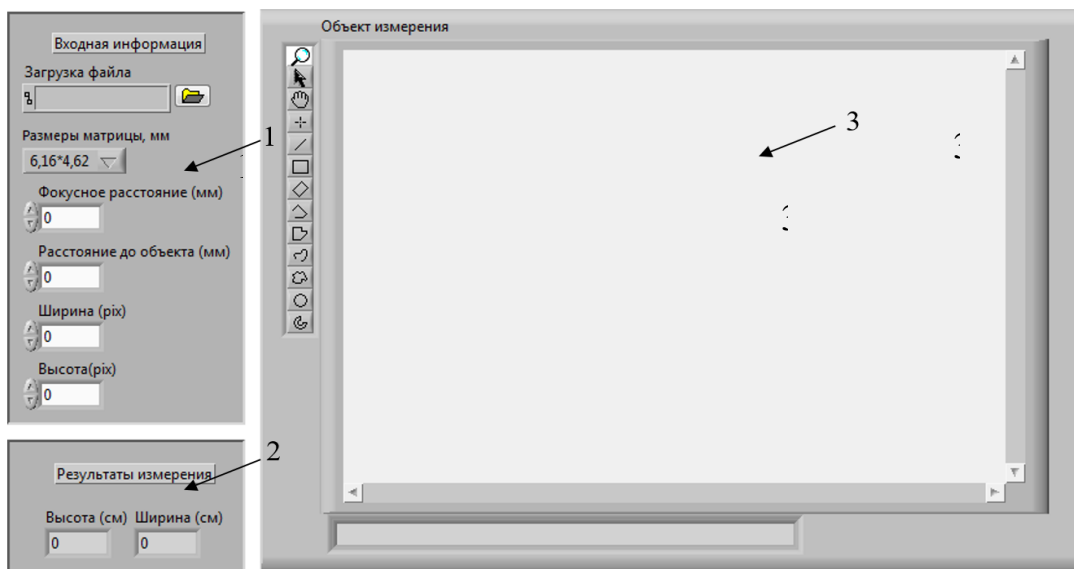 Входная информация
Загрузка файла
Размеры матрицы, мм
6,16*4,62
Фокусное расстояние (мм)
0
Расстояние до объекта (мм)
0
Ширина (pix)
0
Высота(pix)
0
1
Результаты измерения
2
Высота (см) Ширина (см)
0 0
Объект измерения
3